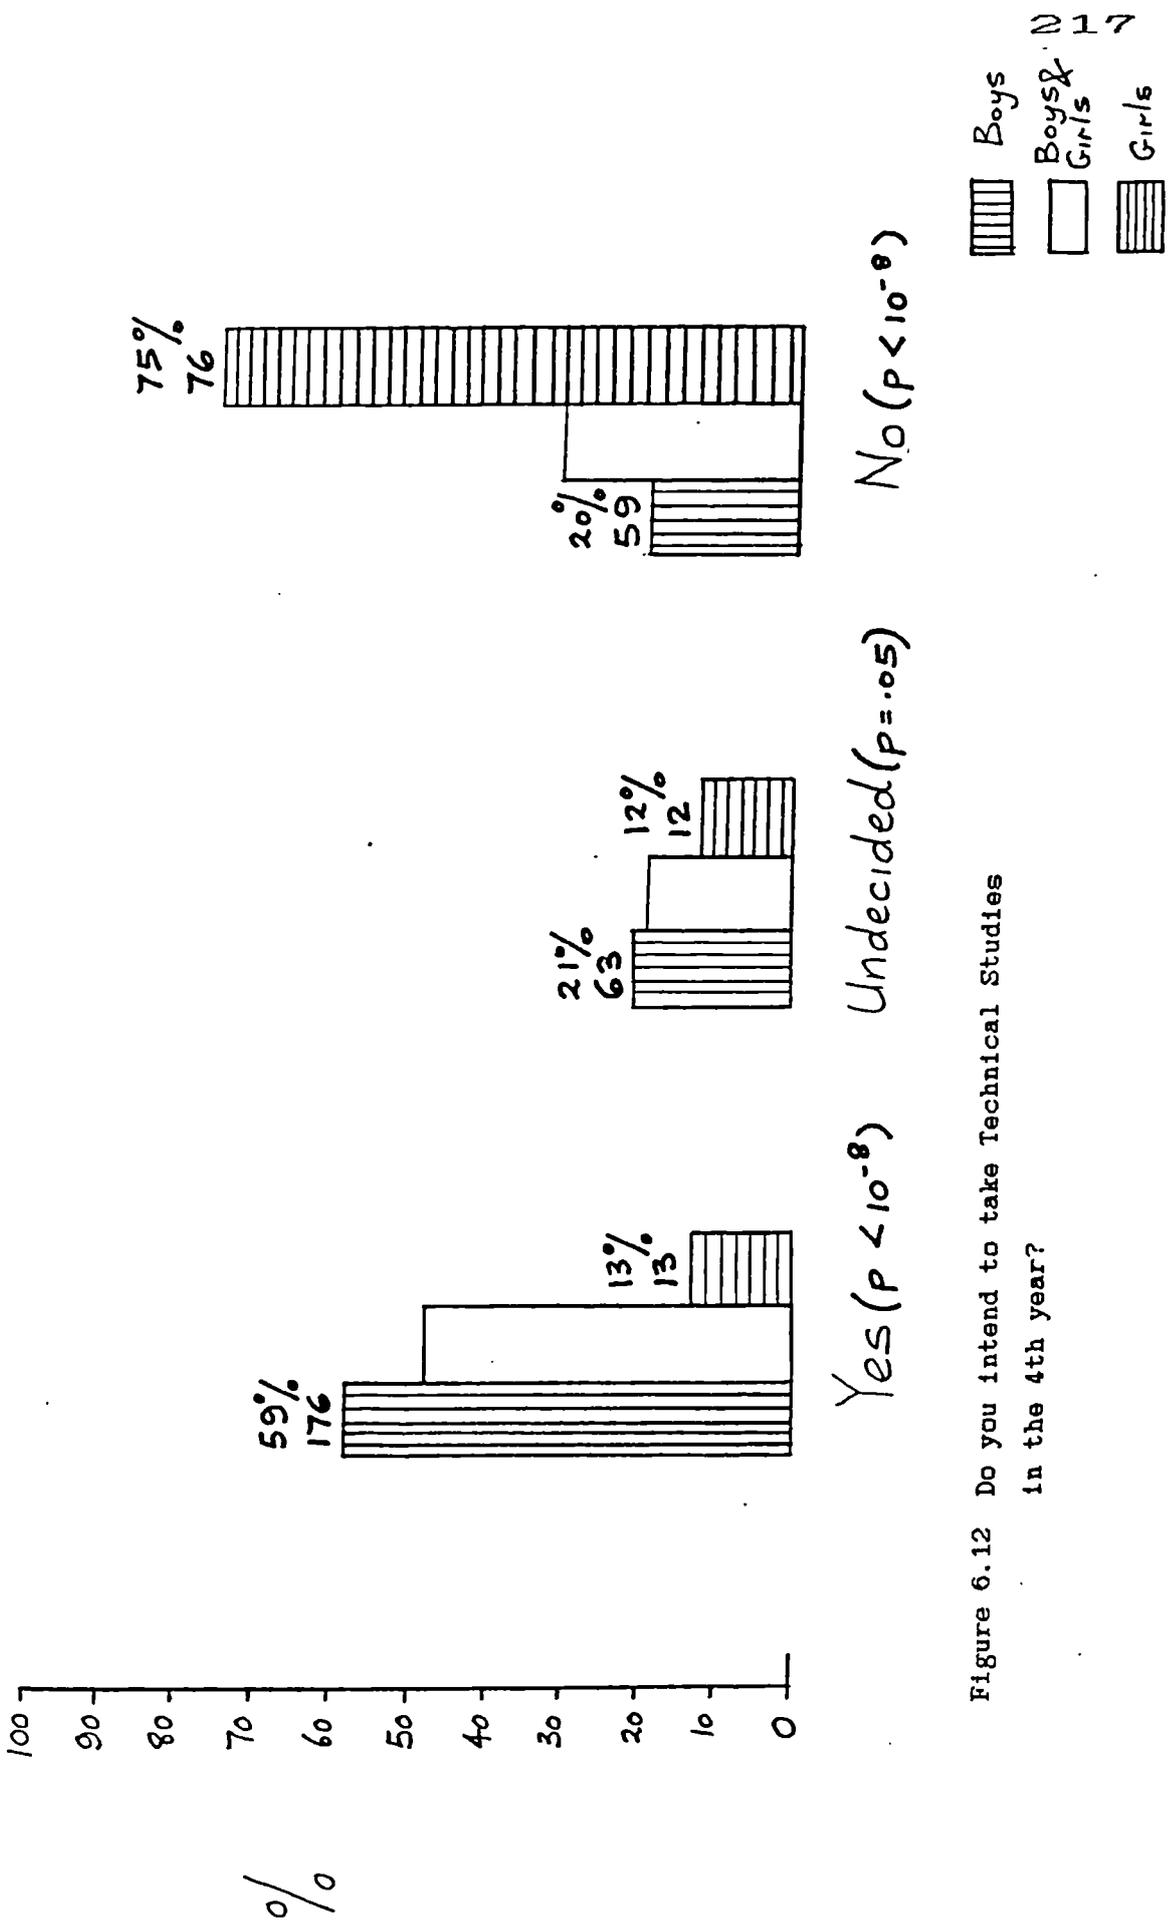 217
%
100
90
80
70
60
50
40
30
20
10
0
59%
176
13%
13
21%
63
12%
12
20%
59
75%
76
Yes (p < 10⁻⁸)
Undecided (p = .05)
No (p < 10⁻⁸)
Boys
Boys &
Girls
Girls
Figure 6.12 Do you intend to take Technical Studies
in the 4th year?